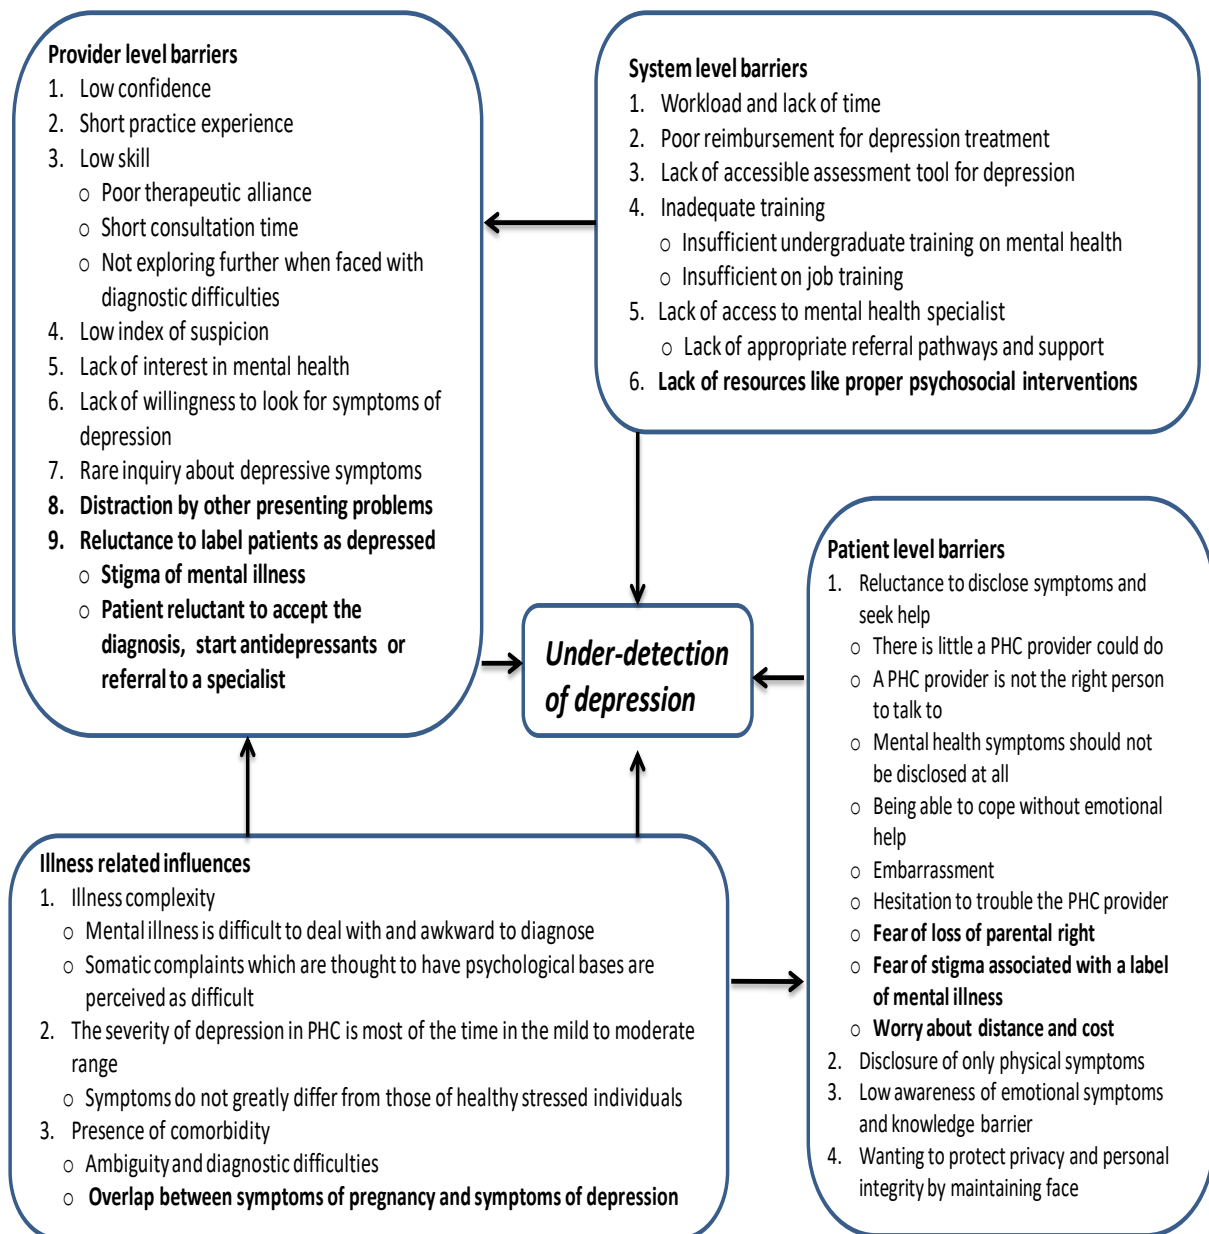 Provider level barriers
1. Low confidence
2. Short practice experience
3. Low skill
o Poor therapeutic alliance
o Short consultation time
o Not exploring further when faced with
diagnostic difficulties
4. Low index of suspicion
5. Lack of interest in mental health
6. Lack of willingness to look for symptoms of
depression
7. Rare inquiry about depressive symptoms
8. Distraction by other presenting problems
9. Reluctance to label patients as depressed
o Stigma of mental illness
o Patient reluctant to accept the
diagnosis, start antidepressants or
referral to a specialist
System level barriers
1. Workload and lack of time
2. Poor reimbursement for depression treatment
3. Lack of accessible assessment tool for depression
4. Inadequate training
o Insufficient undergraduate training on mental health
o Insufficient on job training
5. Lack of access to mental health specialist
o Lack of appropriate referral pathways and support
6. Lack of resources like proper psychosocial interventions
Under-detection
of depression
Patient level barriers
1. Reluctance to disclose symptoms and
seek help
o There is little a PHC provider could do
o A PHC provider is not the right person
to talk to
o Mental health symptoms should not
be disclosed at all
o Being able to cope without emotional
help
o Embarrassment
o Hesitation to trouble the PHC provider
o Fear of loss of parental right
o Fear of stigma associated with a label
of mental illness
o Worry about distance and cost
2. Disclosure of only physical symptoms
3. Low awareness of emotional symptoms
and knowledge barrier
4. Wanting to protect privacy and personal
integrity by maintaining face
Illness related influences
1. Illness complexity
o Mental illness is difficult to deal with and awkward to diagnose
o Somatic complaints which are thought to have psychological bases are
perceived as difficult
2. The severity of depression in PHC is most of the time in the mild to moderate
range
o Symptoms do not greatly differ from those of healthy stressed individuals
3. Presence of comorbidity
o Ambiguity and diagnostic difficulties
o Overlap between symptoms of pregnancy and symptoms of depression